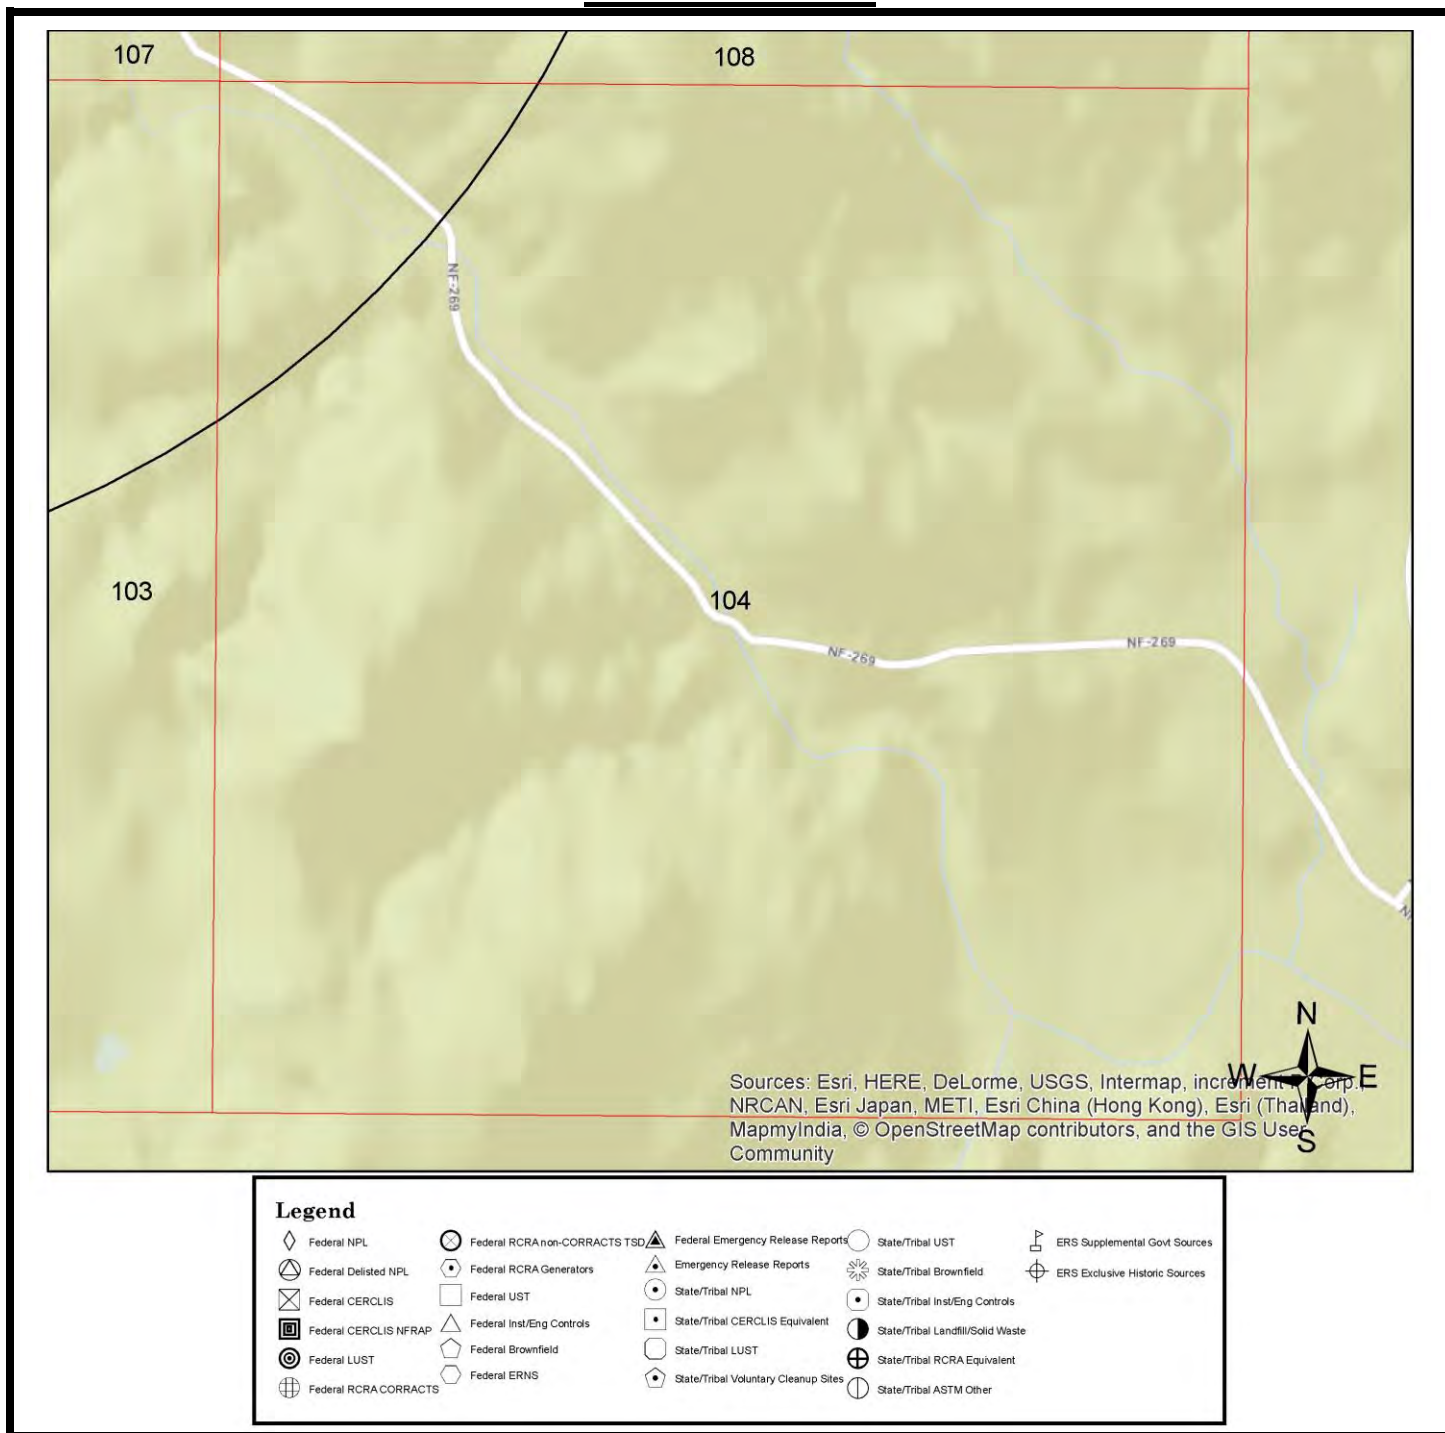 107
108
NF-269
103
104
NF-269
NF-269
N
W E
S
Sources: Esri, HERE, DeLorme, USGS, Intermap, increment P Corp.,
NRCAN, Esri Japan, METI, Esri China (Hong Kong), Esri (Thailand),
MapmyIndia, © OpenStreetMap contributors, and the GIS User
Community
Legend
Federal NPL
Federal Delisted NPL
Federal CERCLIS
Federal CERCLIS NFRAP
Federal LUST
Federal RCRA CORRACTS
Federal RCRA non-CORRACTS TSD
Federal RCRA Generators
Federal UST
Federal Inst/Eng Controls
Federal Brownfield
Federal ERNS
Federal Emergency Release Reports
Emergency Release Reports
State/Tribal NPL
State/Tribal CERCLIS Equivalent
State/Tribal LUST
State/Tribal Voluntary Cleanup Sites
State/Tribal UST
State/Tribal Brownfield
State/Tribal Inst/Eng Controls
State/Tribal Landfill/Solid Waste
State/Tribal RCRA Equivalent
State/Tribal ASTM Other
ERS Supplemental Govt Sources
ERS Exclusive Historic Sources